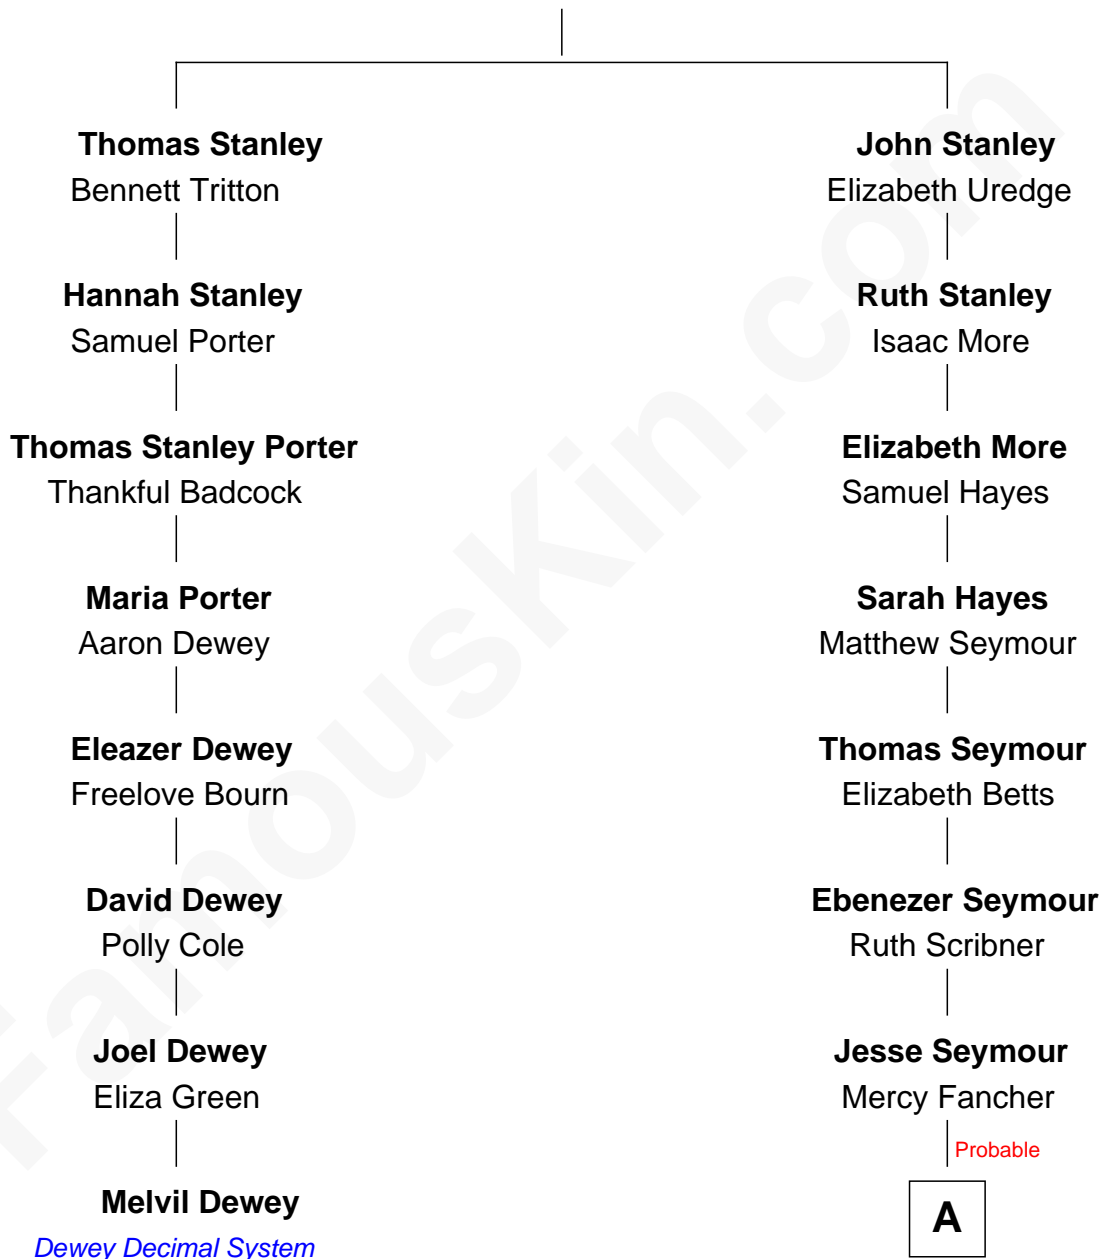 Thomas Stanley
Bennett Tritton
John Stanley
Elizabeth Uredge
Hannah Stanley
Samuel Porter
Ruth Stanley
Isaac More
Thomas Stanley Porter
Thankful Badcock
Elizabeth More
Samuel Hayes
Maria Porter
Aaron Dewey
Sarah Hayes
Matthew Seymour
Eleazer Dewey
Freelove Bourn
Thomas Seymour
Elizabeth Betts
David Dewey
Polly Cole
Ebenezer Seymour
Ruth Scribner
Joel Dewey
Eliza Green
Jesse Seymour
Mercy Fancher
Probable
Melvil Dewey
Dewey Decimal System
A
FamousKin.com